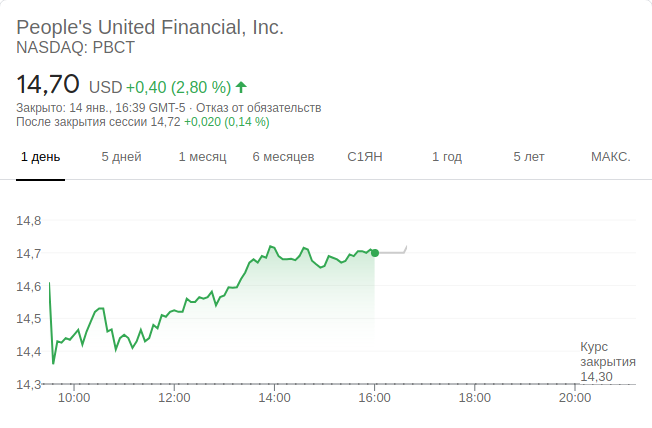 People's United Financial, Inc.
NASDAQ: PBCT
14,70 USD +0,40 (2,80 %)
Закрыто: 14 янв., 16:39 GMT-5 · Отказ от обязательств
После закрытия сессии 14,72 +0,020 (0,14 %)
1 день 5 дней 1 месяц 6 месяцев С1ЯН 1 год 5 лет МАКС.
14,8
14,7
14,6
14,5
14,4
14,3
Курс
закрытия
14,30
10:00 12:00 14:00 16:00 18:00 20:00